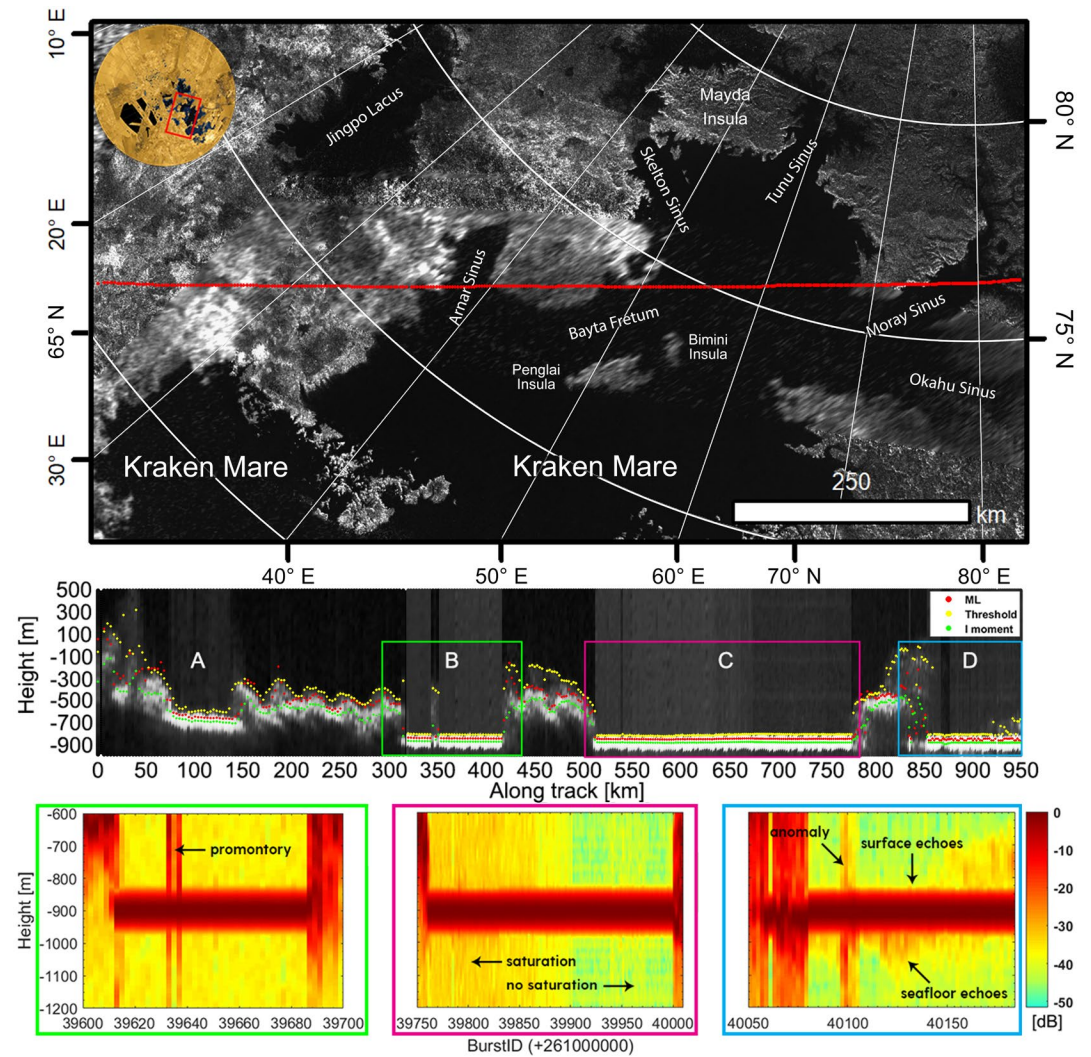 10° E
20° E
65° N
30° E
Jingpo Lacus
Mayda
Insula
Skelton Sinus
Tunu Sinus
Arnar Sinus
Bayta Fretum
Moray Sinus
Bimini
Insula
Penglai
Insula
Okahu Sinus
Kraken Mare
Kraken Mare
250
km
80° N
75° N
40° E
50° E
60° E
70° N
80° E
Height [m]
500
300
100
-100
-300
-500
-700
-900
ML
Threshold
I moment
A
B
C
D
0 50 100 150 200 250 300 350 400 450 500 550 600 650 700 750 800 850 900 950
Along track [km]
Height [m]
-600
-700
-800
-900
-1000
-1100
-1200
promontory
39600 39620 39640 39660 39680 39700
saturation
no saturation
39760 39800 39850 39900 39950 40000
anomaly
surface echoes
seafloor echoes
40050 40100 40150
0
-10
-20
-30
-40
-50
[dB]
BurstID (+261000000)